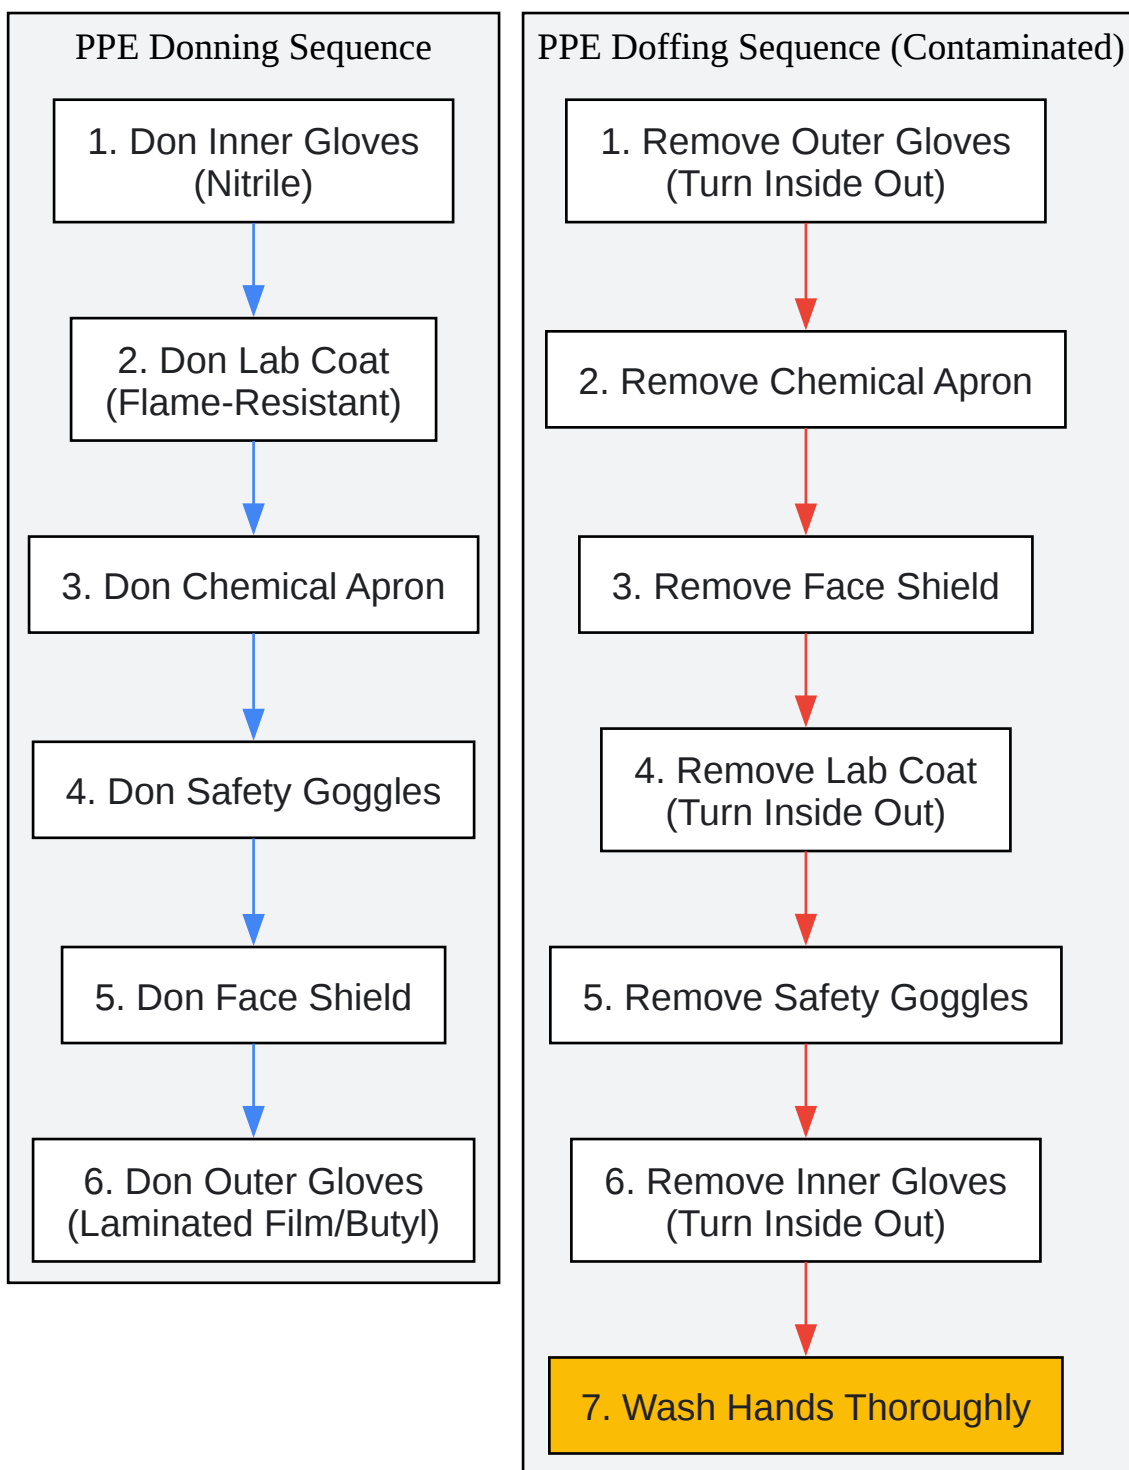 PPE Donning Sequence
1. Don Inner Gloves
(Nitrile)
2. Don Lab Coat
(Flame-Resistant)
3. Don Chemical Apron
4. Don Safety Goggles
5. Don Face Shield
6. Don Outer Gloves
(Laminated Film/Butyl)
PPE Doffing Sequence (Contaminated)
1. Remove Outer Gloves
(Turn Inside Out)
2. Remove Chemical Apron
3. Remove Face Shield
4. Remove Lab Coat
(Turn Inside Out)
5. Remove Safety Goggles
6. Remove Inner Gloves
(Turn Inside Out)
7. Wash Hands Thoroughly